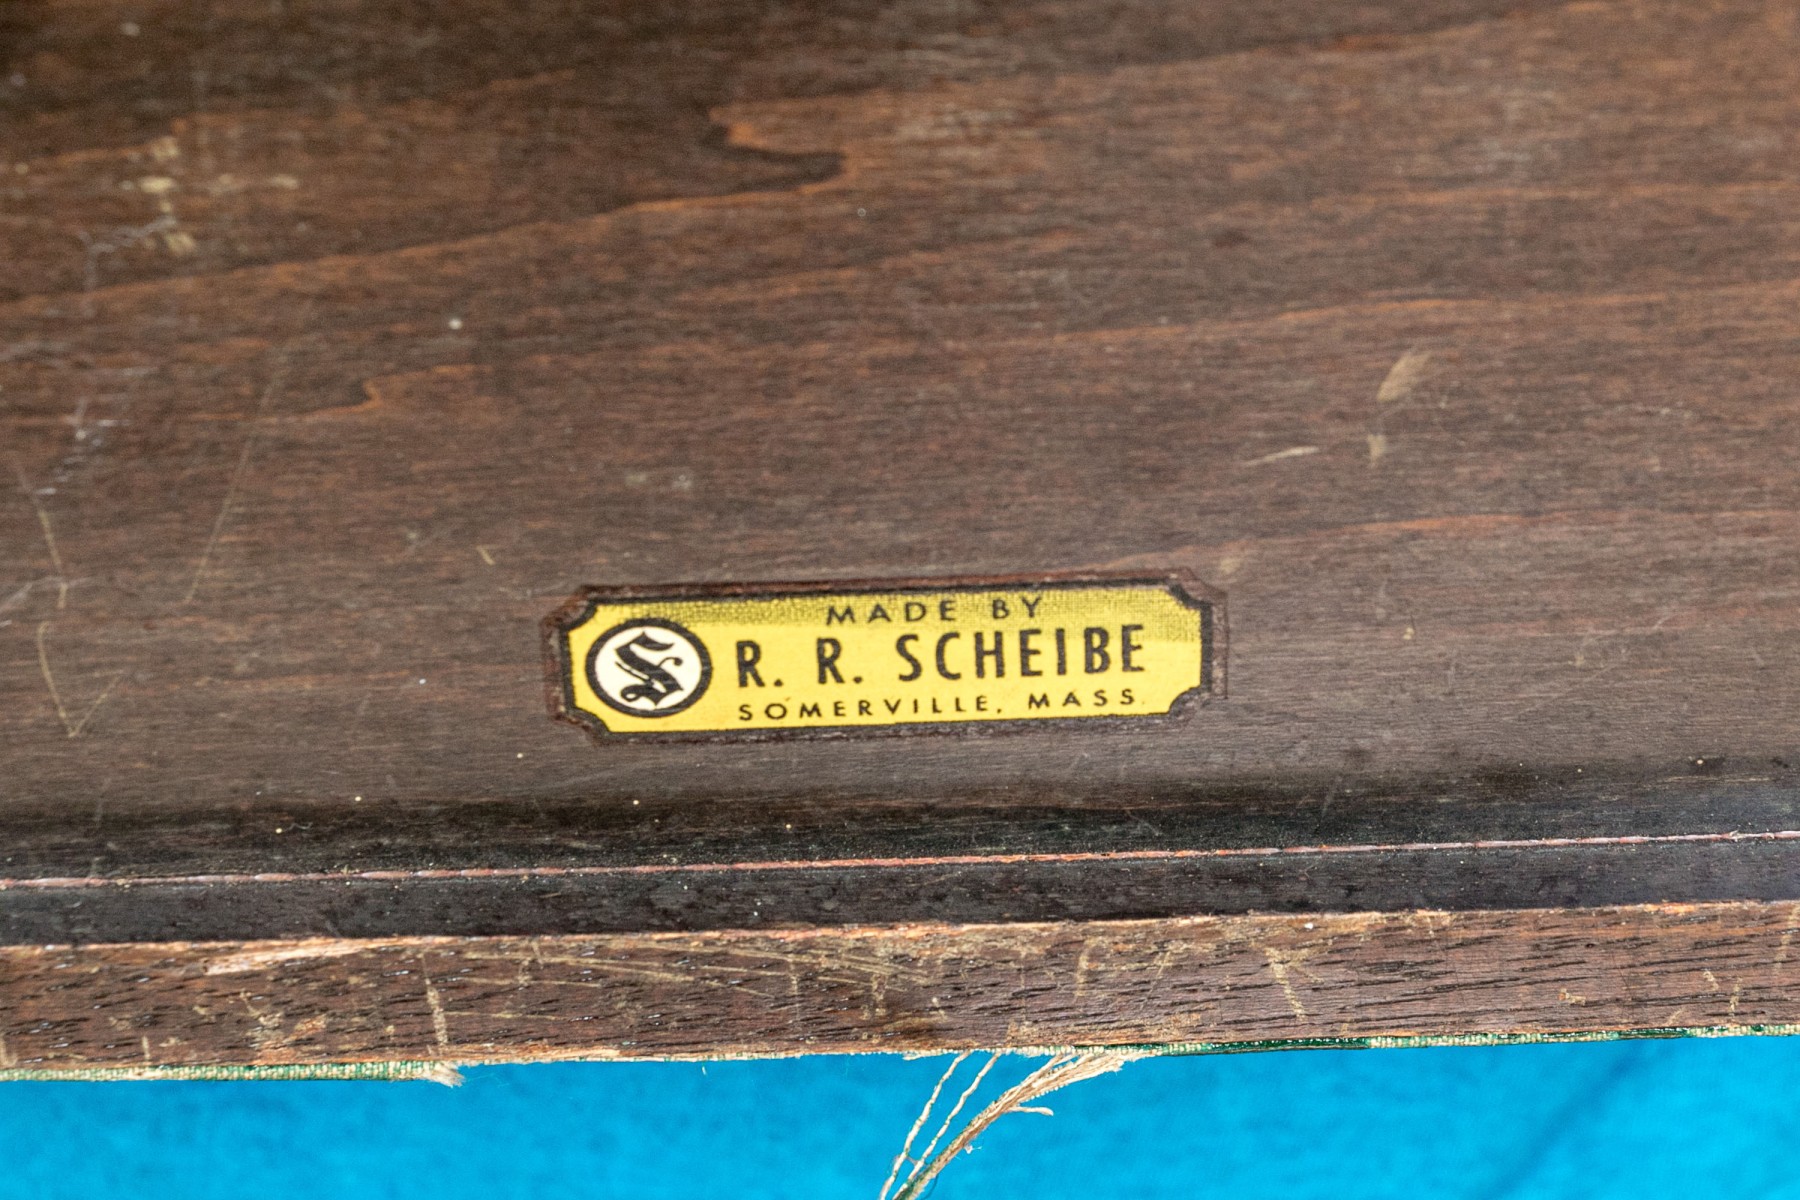 MADE BY
S R. R. SCHEIBE
SOMERVILLE, MASS.